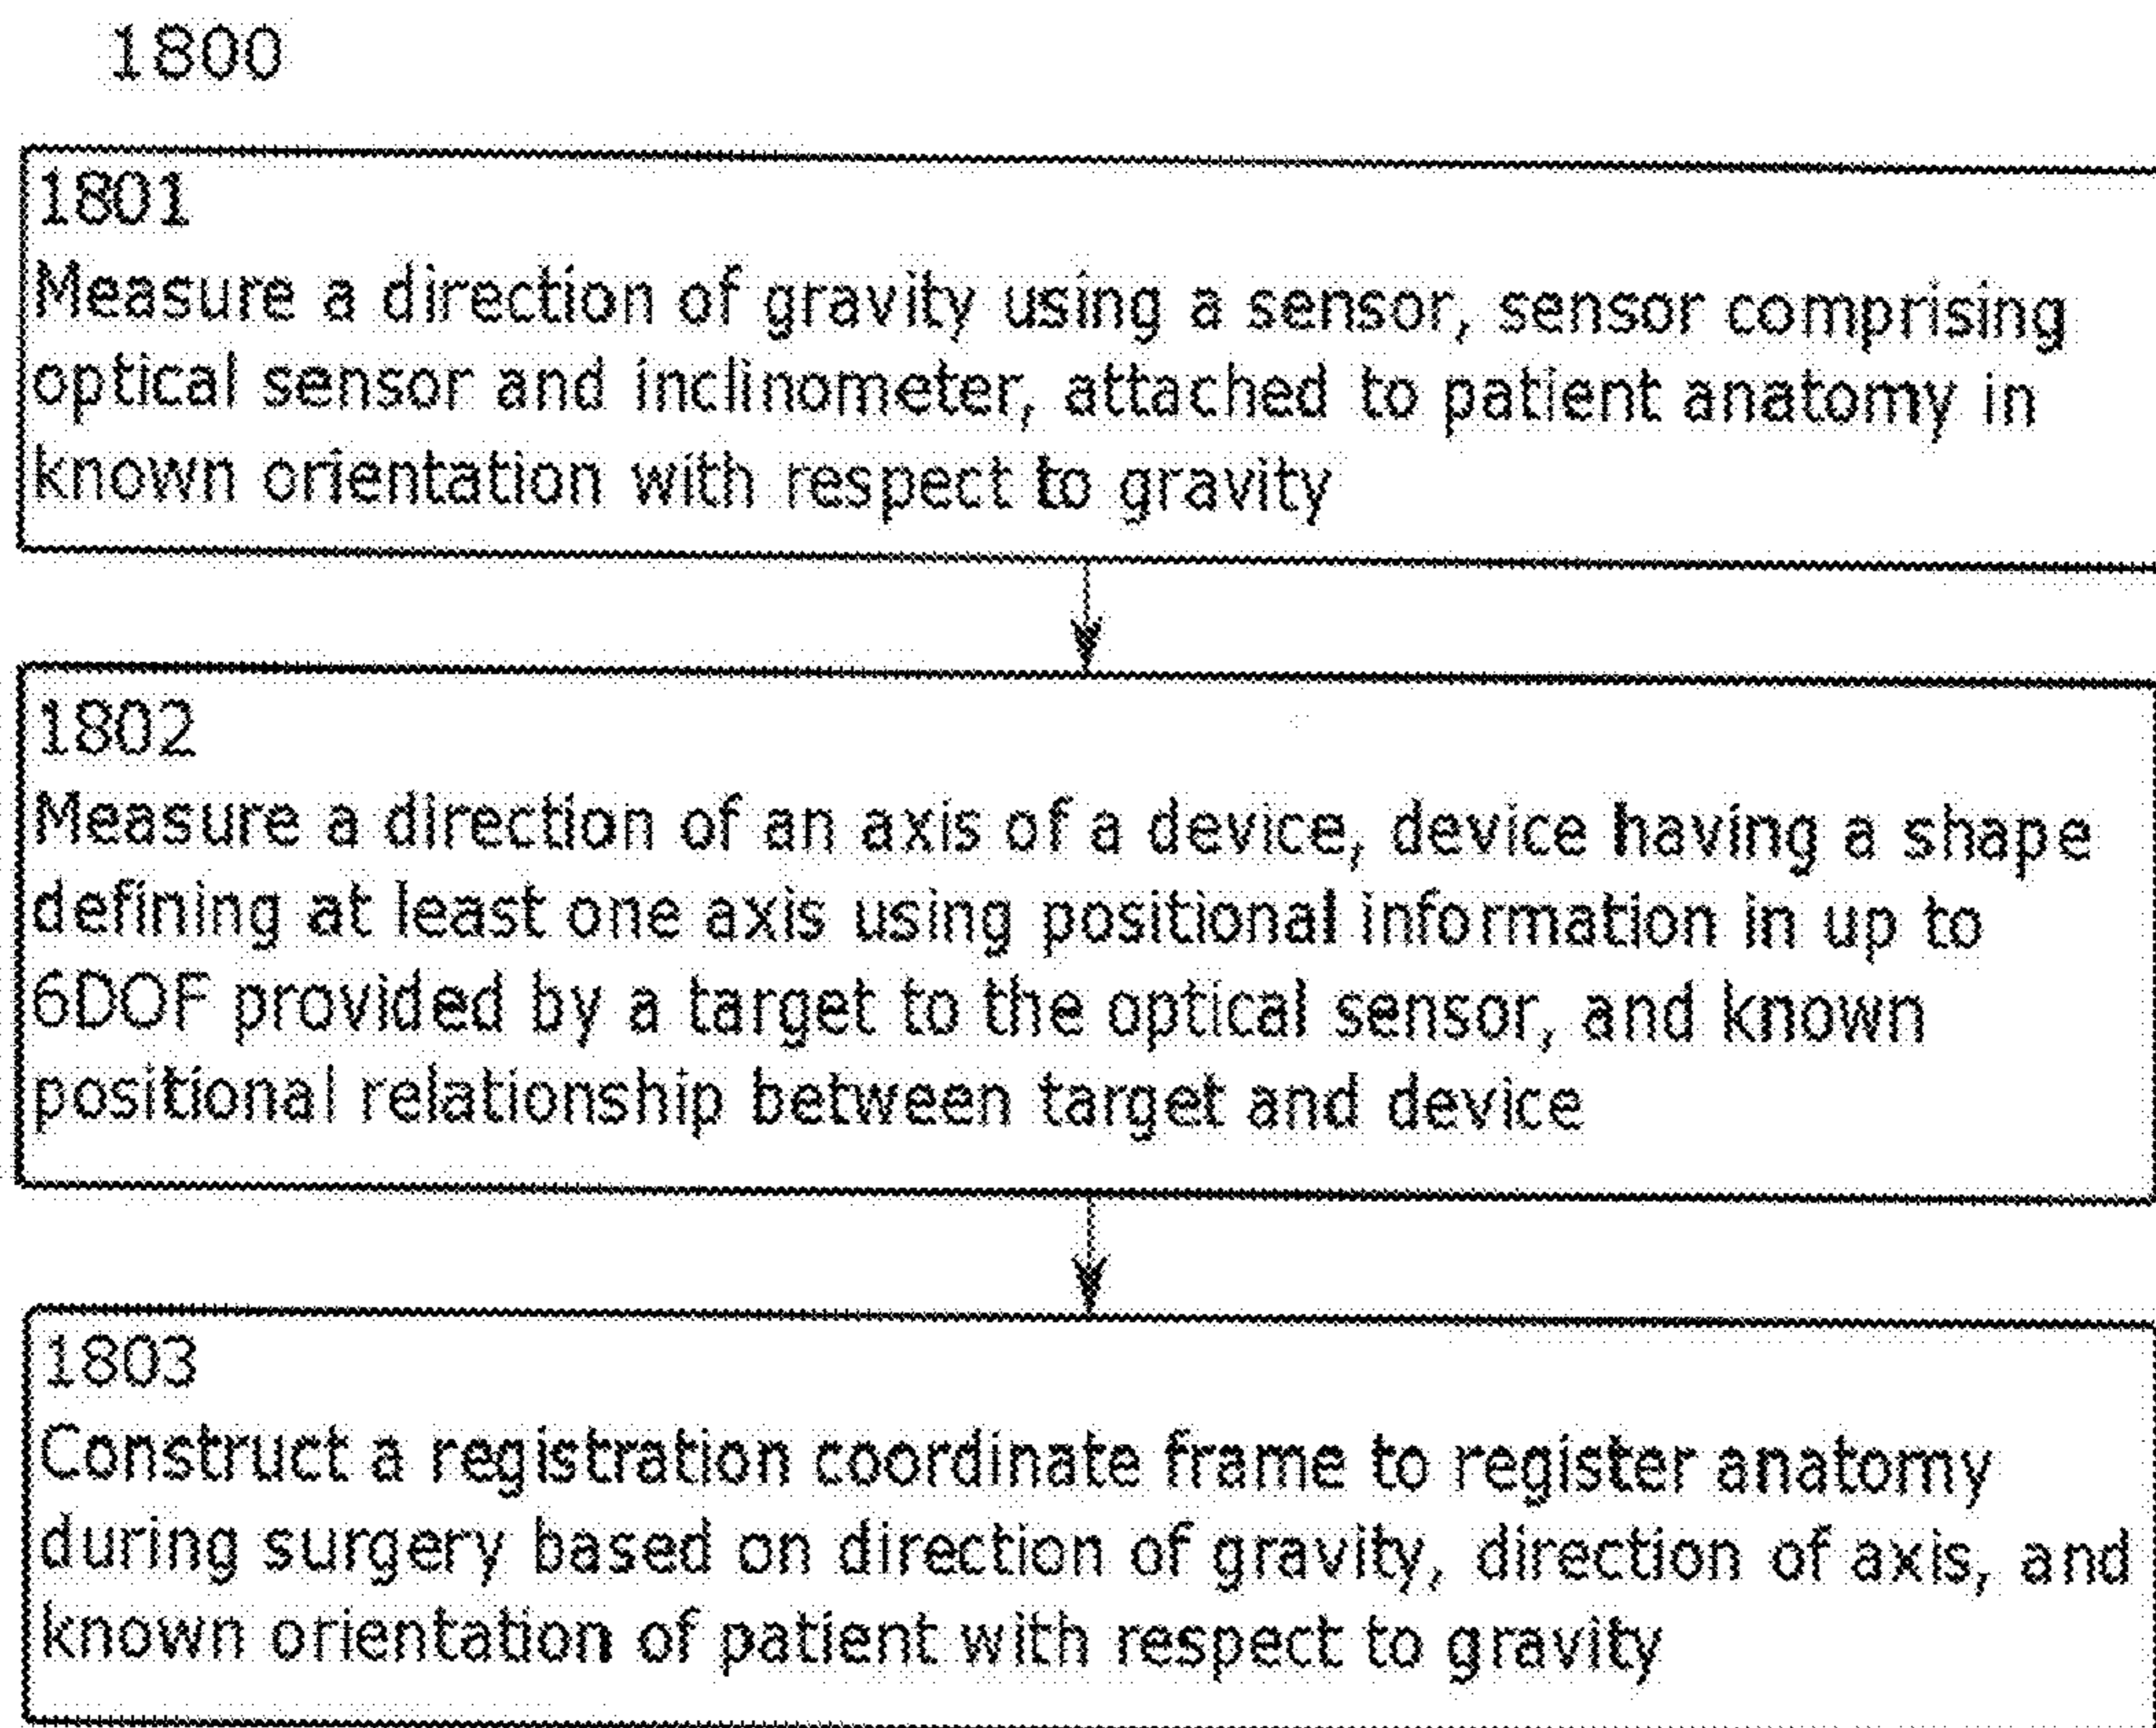 1800
1801
Measure a direction of gravity using a sensor, sensor comprising
optical sensor and inclinometer, attached to patient anatomy in
known orientation with respect to gravity
1802
Measure a direction of an axis of a device, device having a shape
defining at least one axis using positional information in up to
6DOF provided by a target to the optical sensor, and known
positional relationship between target and device
1803
Construct a registration coordinate frame to register anatomy
during surgery based on direction of gravity, direction of axis, and
known orientation of patient with respect to gravity